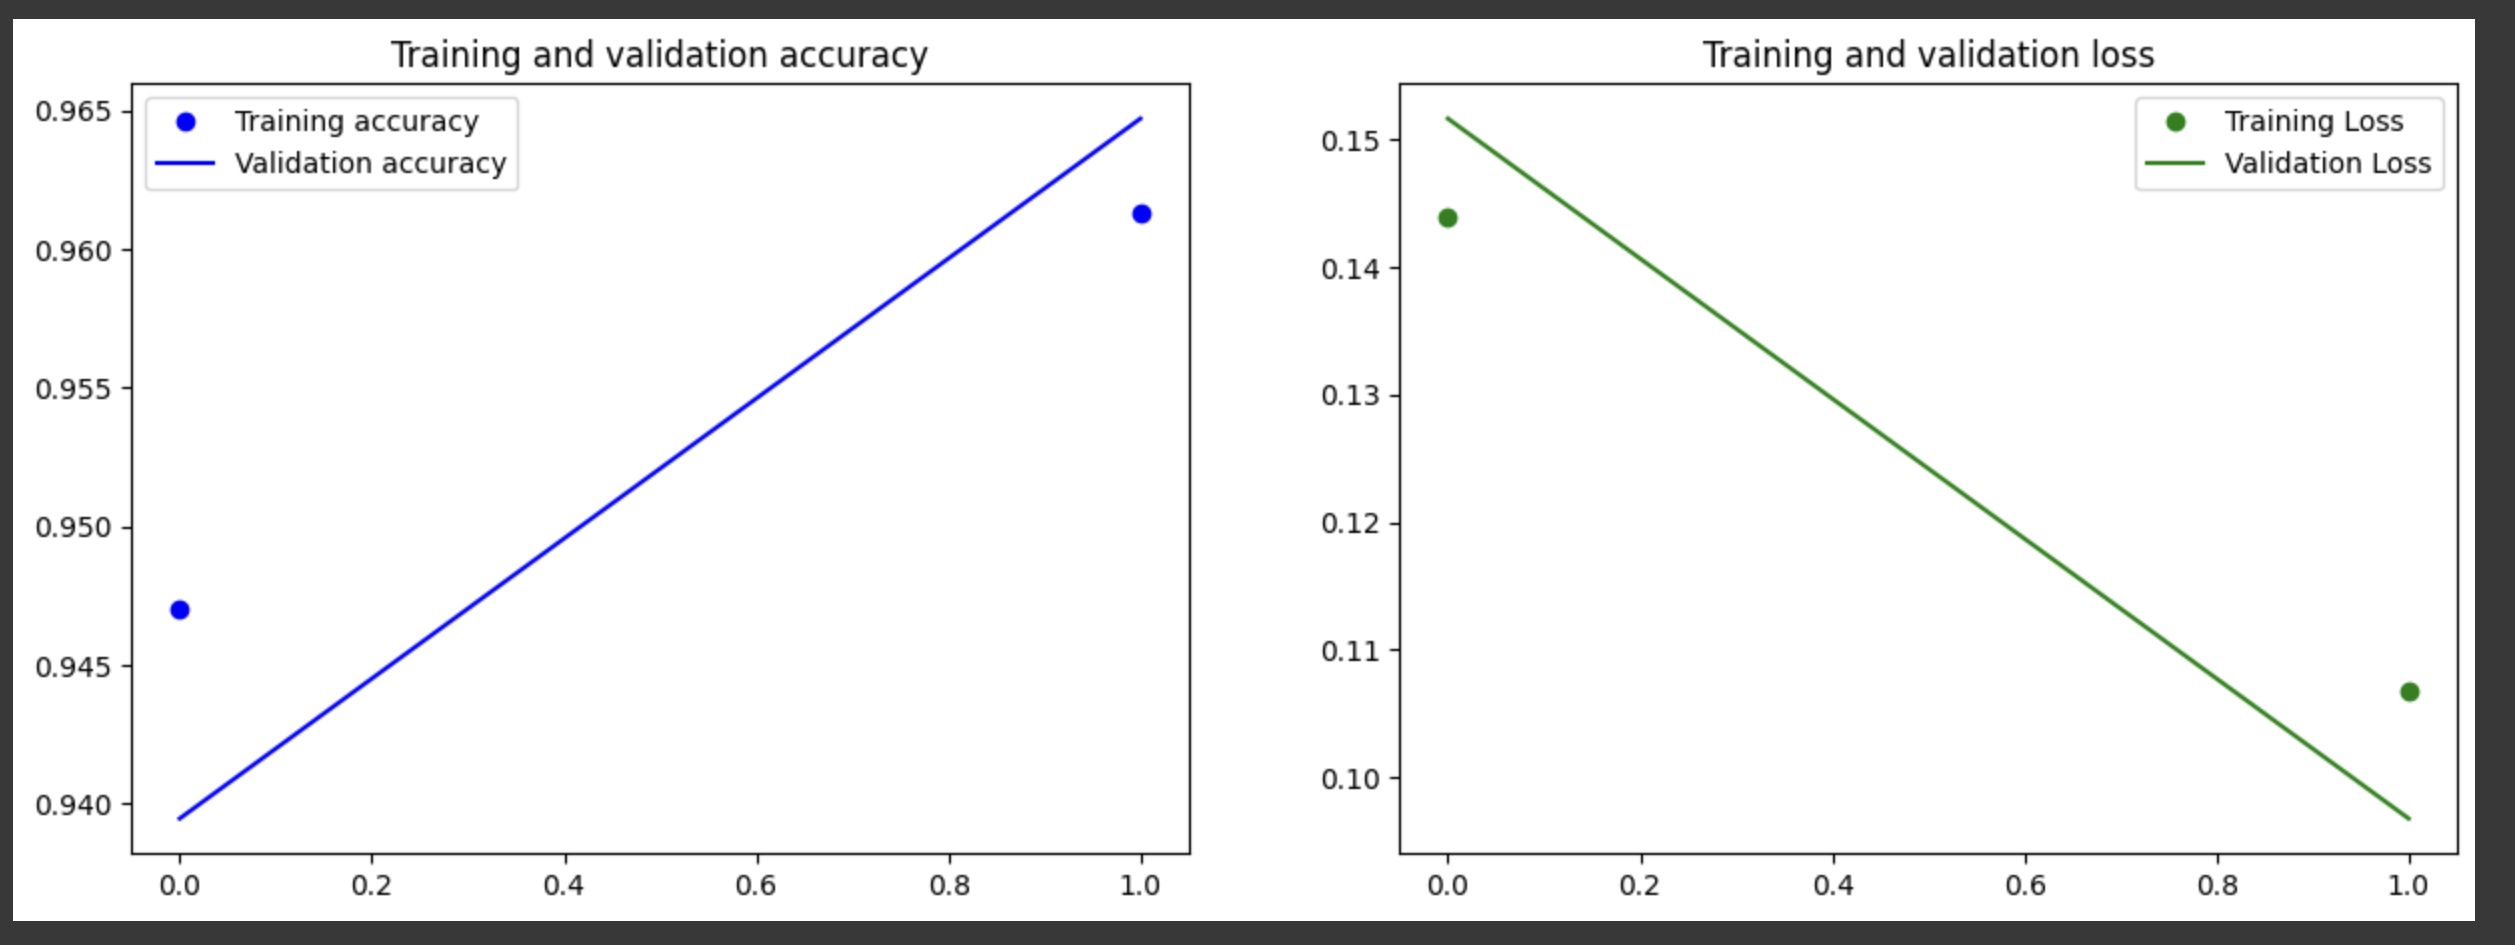 Training and validation accuracy
0.965
0.960
0.955
0.950
0.945
0.940
Training accuracy
Validation accuracy
0.0 0.2 0.4 0.6 0.8 1.0
Training and validation loss
0.15
0.14
0.13
0.12
0.11
0.10
Training Loss
Validation Loss
0.0 0.2 0.4 0.6 0.8 1.0